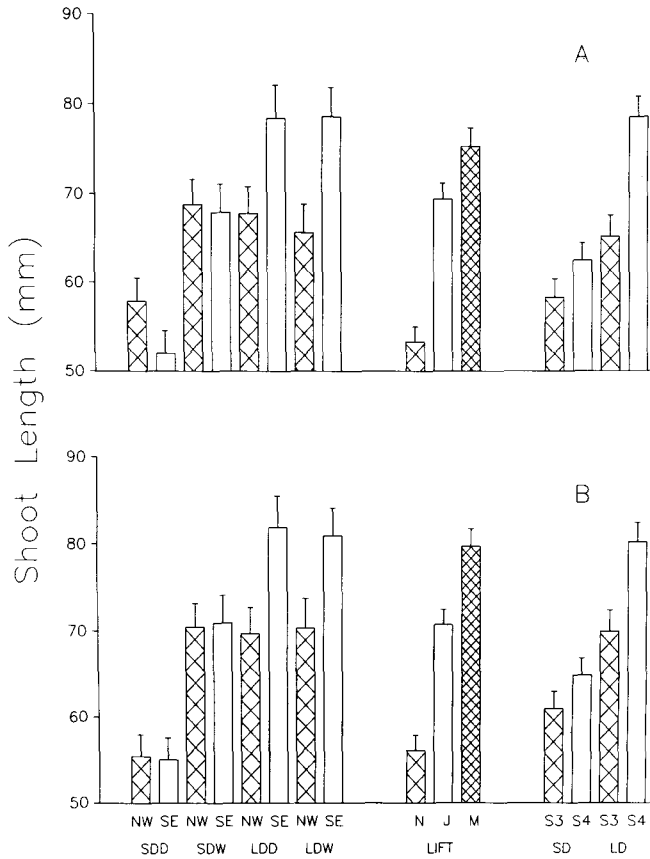 Shoot Length (mm)
A
90
80
70
60
50
B
90
80
70
60
50
NW SE NW SE NW SE NW SE N J M S3 S4 S3 S4
SDD SDW LDD LDW LIFT SD LD